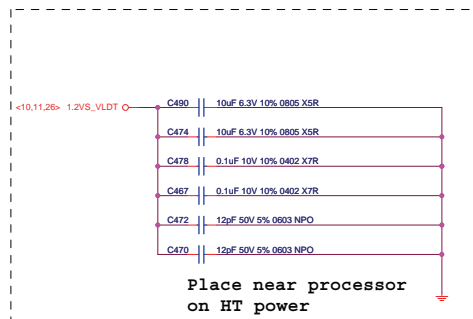 <10,11,26> 1.2VS_VLDT
C490 10uF 6.3V 10% 0805 X5R
C474 10uF 6.3V 10% 0805 X5R
C478 0.1uF 10V 10% 0402 X7R
C467 0.1uF 10V 10% 0402 X7R
C472 12pF 50V 5% 0603 NPO
C470 12pF 50V 5% 0603 NPO
Place near processor
on HT power